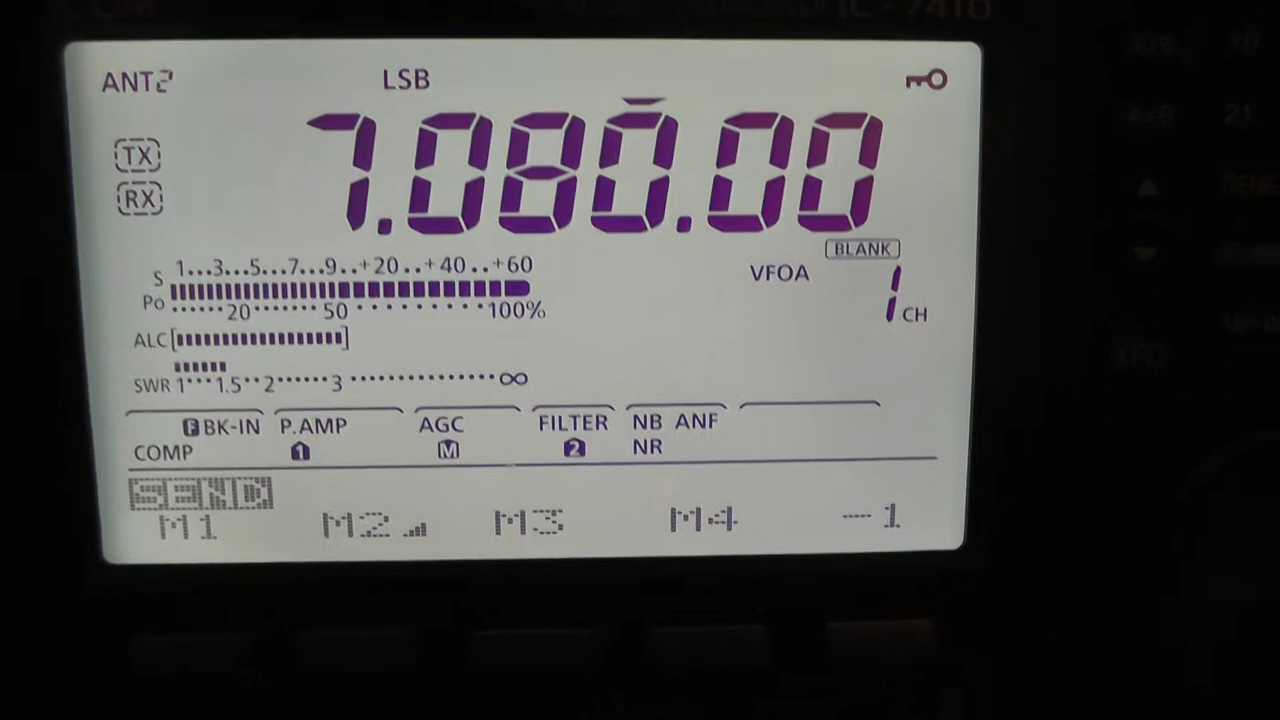 IC-7410
ANT2 LSB
TX
7.080.00
RX
BLANK
S 1...3...5...7...9..+20..+40..+60
VFOA 1 CH
Po ......20.......50........100%
ALC[ ]
SWR 1•••1.5••2••••••3•••••••••••••••∞
F BK-IN P.AMP AGC FILTER NB ANF
COMP 1 M 2 NR
SEND
M1 M2 M3 M4 ---1